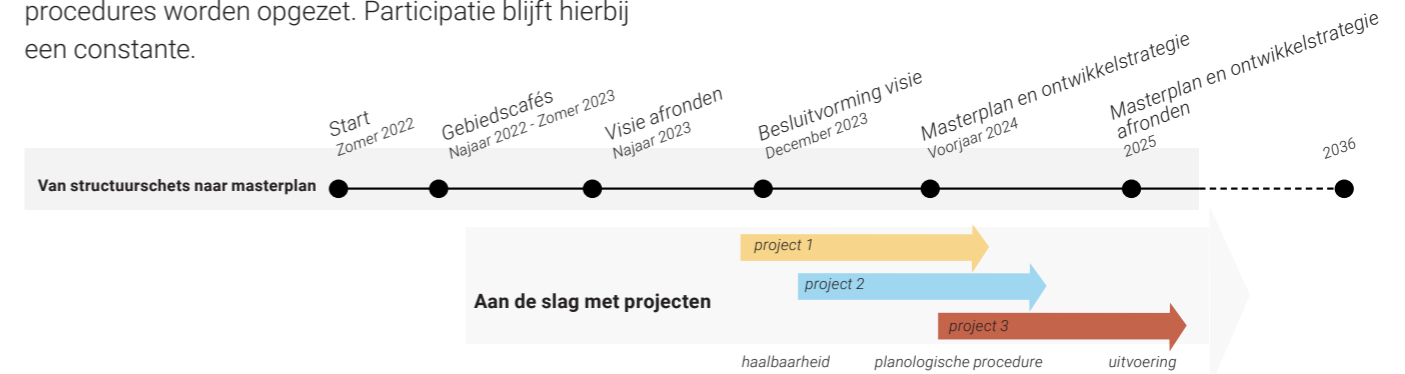 procedures worden opgezet. Participatie blijft hierbij
een constante.
Start
Zomer 2022
Gebiedscafés
Najaar 2022 - Zomer 2023
Visie afronden
Najaar 2023
Besluitvorming visie
December 2023
Masterplan en ontwikkelstrategie
Voorjaar 2024
Masterplan en ontwikkelstrategie
afronden
2025
2036
Van structuurschets naar masterplan
project 1
project 2
Aan de slag met projecten
project 3
haalbaarheid
planologische procedure
uitvoering